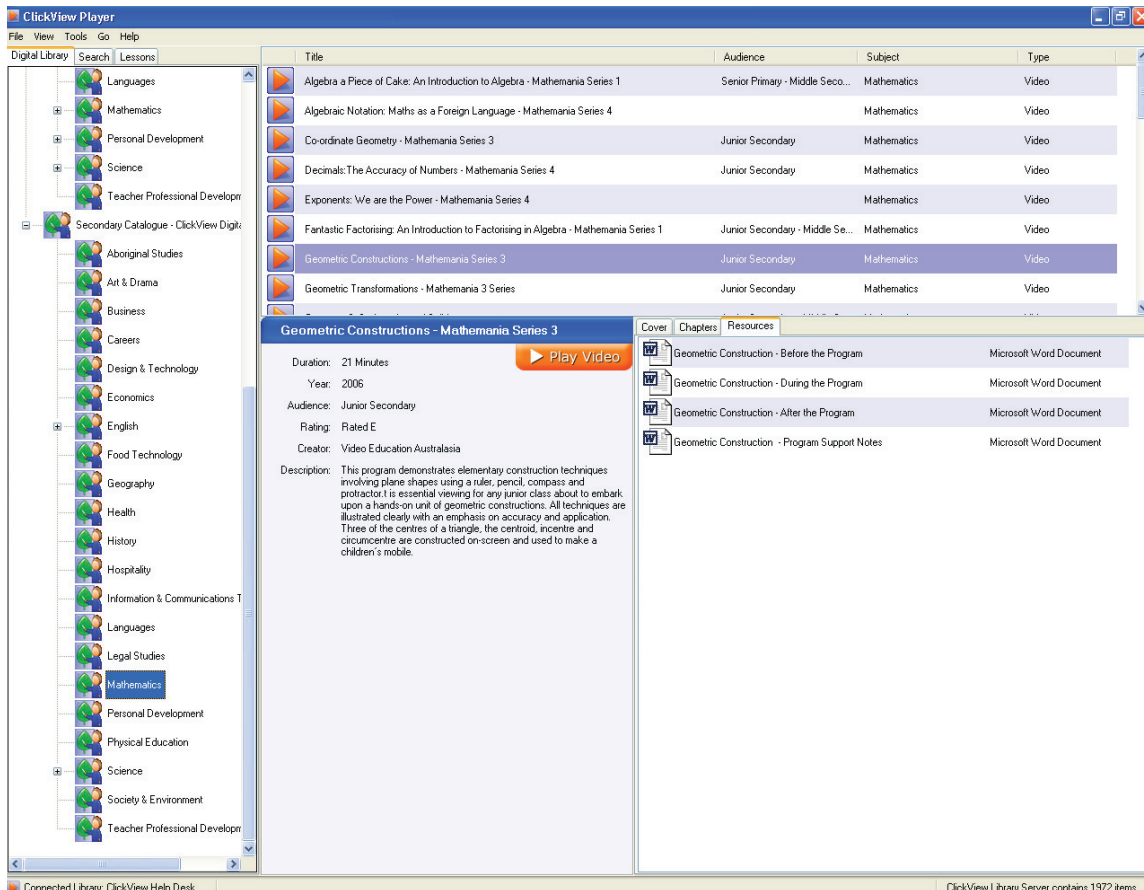 ClickView Player
File View Tools Go Help
Digital Library Search Lessons
Languages
Mathematics
Personal Development
Science
Teacher Professional Developm
Secondary Catalogue - ClickView Digita
Aboriginal Studies
Art & Drama
Business
Careers
Design & Technology
Economics
English
Food Technology
Geography
Health
History
Hospitality
Information & Communications T
Languages
Legal Studies
Mathematics
Personal Development
Physical Education
Science
Society & Environment
Teacher Professional Developm
Title Audience Subject Type
Algebra a Piece of Cake: An Introduction to Algebra - Mathemania Series 1 Senior Primary - Middle Seco... Mathematics Video
Algebraic Notation: Maths as a Foreign Language - Mathemania Series 4 Mathematics Video
Co-ordinate Geometry - Mathemania Series 3 Junior Secondary Mathematics Video
Decimals:The Accuracy of Numbers - Mathemania Series 4 Junior Secondary Mathematics Video
Exponents: We are the Power - Mathemania Series 4 Mathematics Video
Fantastic Factorising: An Introduction to Factorising in Algebra - Mathemania Series 1 Junior Secondary - Middle Se... Mathematics Video
Geometric Constructions - Mathemania Series 3 Junior Secondary Mathematics Video
Geometric Transformations - Mathemania 3 Series Junior Secondary Mathematics Video
Geometric Constructions - Mathemania Series 3
Play Video
Duration: 21 Minutes
Year: 2006
Audience: Junior Secondary
Rating: Rated E
Creator: Video Education Australasia
Description: This program demonstrates elementary construction techniques
involving plane shapes using a ruler, pencil, compass and
protractor.t is essential viewing for any junior class about to embark
upon a hands-on unit of geometric constructions. All techniques are
illustrated clearly with an emphasis on accuracy and application.
Three of the centres of a triangle, the centroid, incentre and
circumcentre are constructed on-screen and used to make a
children's mobile.
Cover Chapters Resources
Geometric Construction - Before the Program Microsoft Word Document
Geometric Construction - During the Program Microsoft Word Document
Geometric Construction - After the Program Microsoft Word Document
Geometric Construction - Program Support Notes Microsoft Word Document
Connected Library: ClickView Help Desk ClickView Library Server contains 1972 items